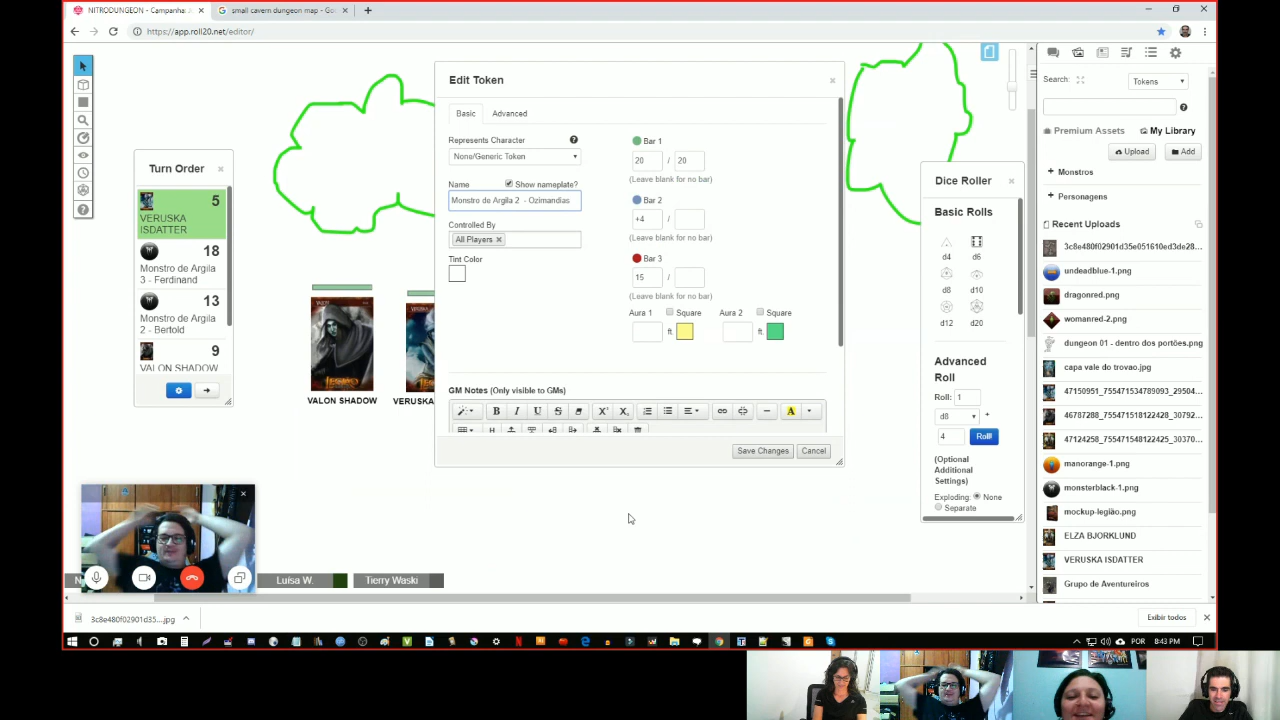 NITRODUNGEON - Campanha:
small cavern dungeon map - Go
https://app.roll20.net/editor/
Edit Token
Basic
Advanced
Represents Character
None/Generic Token
Name
Show nameplate?
Monstro de Argila 2 - Ozimandias
Controlled By
All Players
Tint Color
Bar 1
20 / 20
(Leave blank for no bar)
Bar 2
+4 /
(Leave blank for no bar)
Bar 3
15 /
(Leave blank for no bar)
Aura 1
Square
Aura 2
Square
ft.
ft.
GM Notes (Only visible to GMs)
Save Changes
Cancel
Turn Order
5
VERUSKA
ISDATTER
18
Monstro de Argila
3 - Ferdinand
13
Monstro de Argila
2 - Bertold
9
VALON SHADOW
VALON SHADOW
VERUSK
Dice Roller
Basic Rolls
d4
d6
d8
d10
d12
d20
Advanced
Roll
Roll: 1
d8
+
4
Roll!
(Optional
Additional
Settings)
Exploding:
None
Separate
Search:
Tokens
Premium Assets
My Library
Upload
Add
Monstros
Personagens
Recent Uploads
3c8e480f02901d35e051610ed3de28...
undeadblue-1.png
dragonred.png
womanred-2.png
dungeon 01 - dentro dos portões.png
capa vale do trovao.jpg
47150951_755471534789093_29504...
46787288_755471518122428_30792...
47124258_755471548122425_30370...
manorange-1.png
monsterblack-1.png
mockup-legião.png
ELZA BJORKLUND
VERUSKA ISDATTER
Grupo de Aventureiros
Luísa W.
Tierry Waski
3c8e480f02901d35....jpg
Exibir todos
POR
8:43 PM